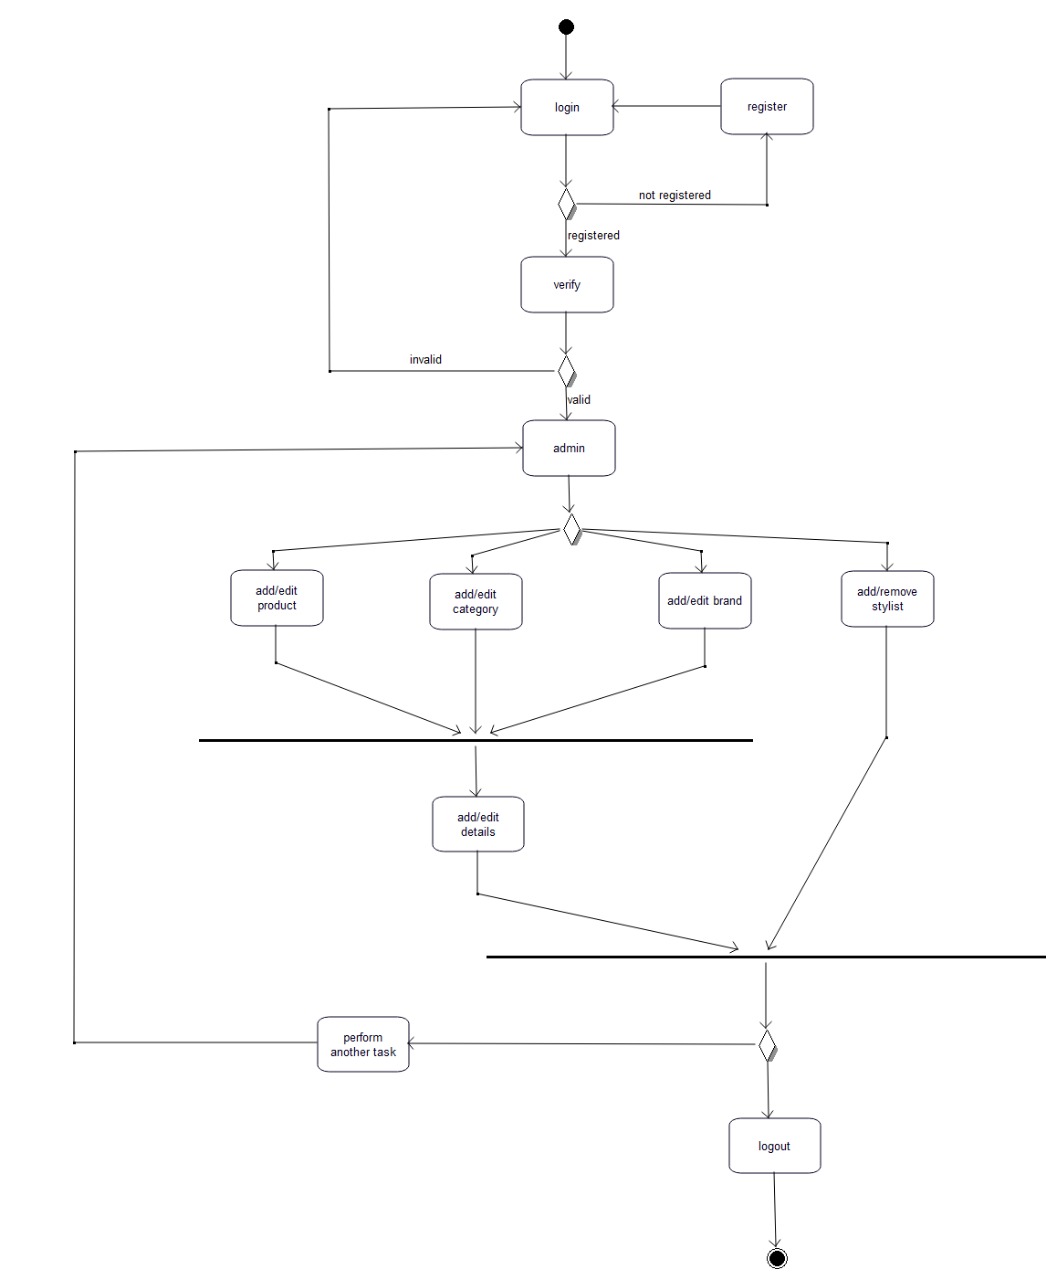 login
register
not registered
registered
verify
invalid
valid
admin
add/edit
product
add/edit
category
add/edit brand
add/remove
stylist
add/edit
details
perform
another task
logout